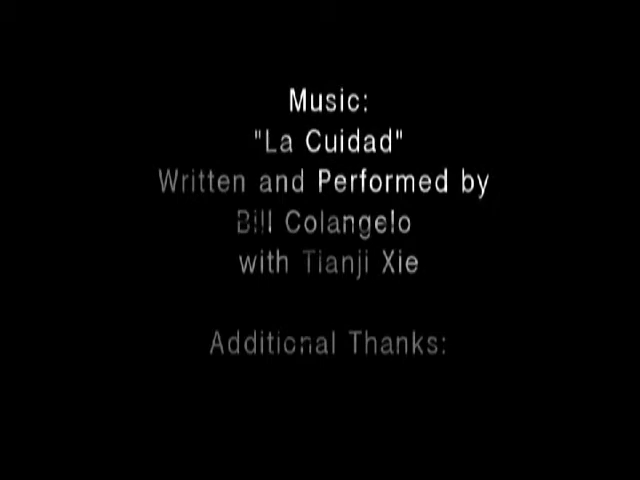 Music:
"La Cuidad"
Written and Performed by
Bill Colangelo
with Tianji Xie
Additional Thanks: